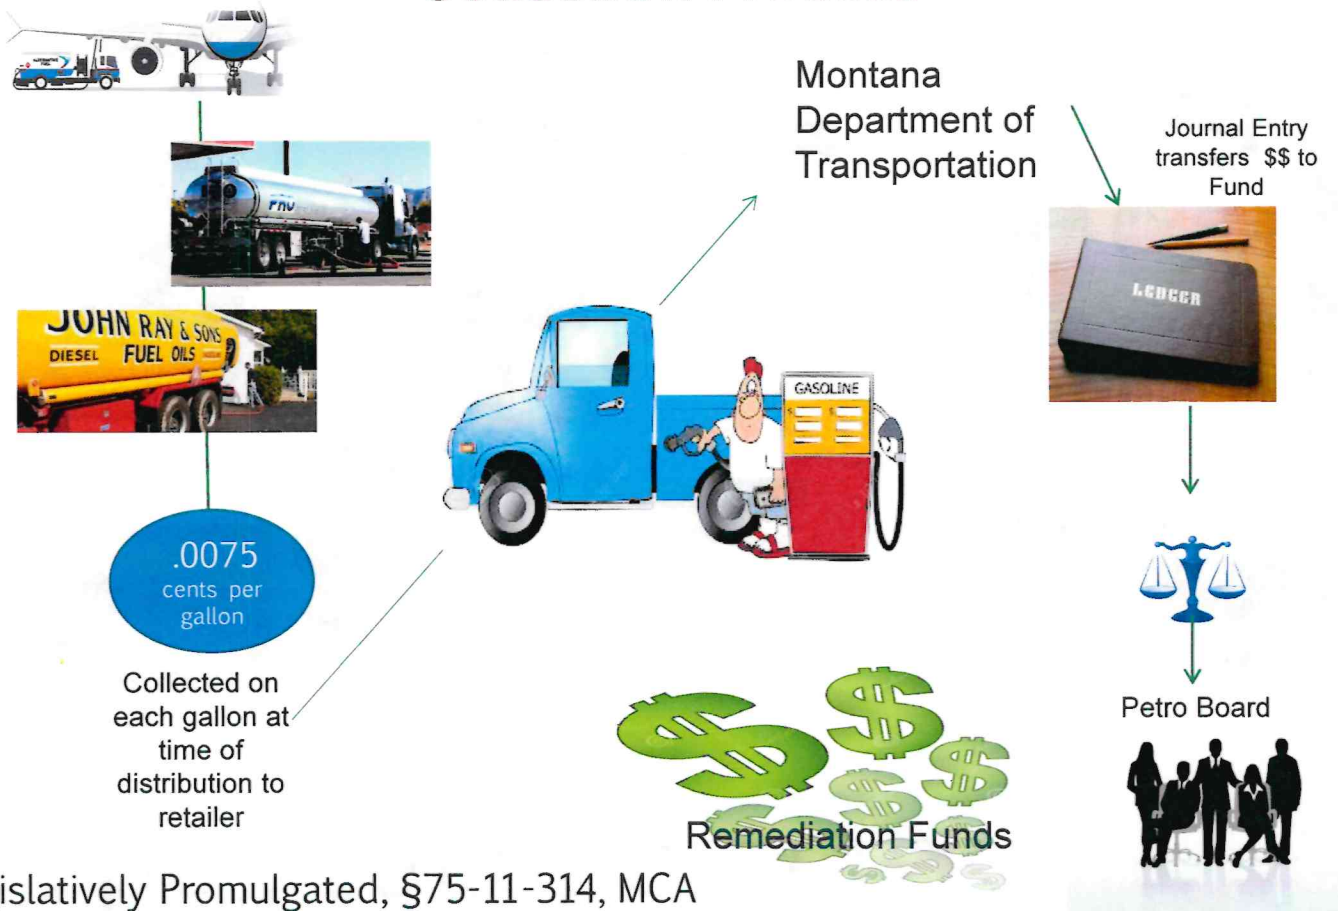 Montana
Department of
Transportation
Journal Entry
transfers $$ to
Fund
JOHN RAY & SONS
DIESEL FUEL OILS
LEDGER
GASOLINE
.0075
cents per
gallon
Collected on
each gallon at
time of
distribution to
retailer
Petro Board
Remediation Funds
islatively Promulgated, §75-11-314, MCA